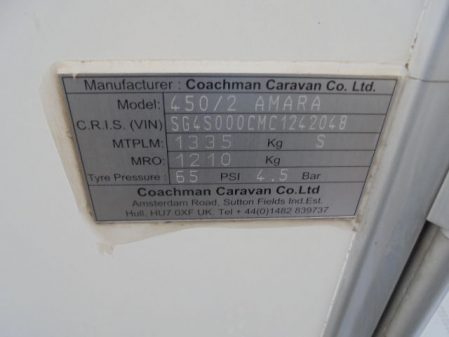 Manufacturer : Coachman Caravan Co. Ltd.
Model: 450/2 AMARA
C.R.I.S. (VIN) SG4S000CMC1242048
MTPLM: 1335 Kg S
MRO: 1210 Kg
Tyre Pressure : 65 PSI 4.5 Bar
Coachman Caravan Co.Ltd
Amsterdam Road, Sutton Fields Ind.Est.
Hull, HU7 0XF UK, Tel + 44(0)1482 839737